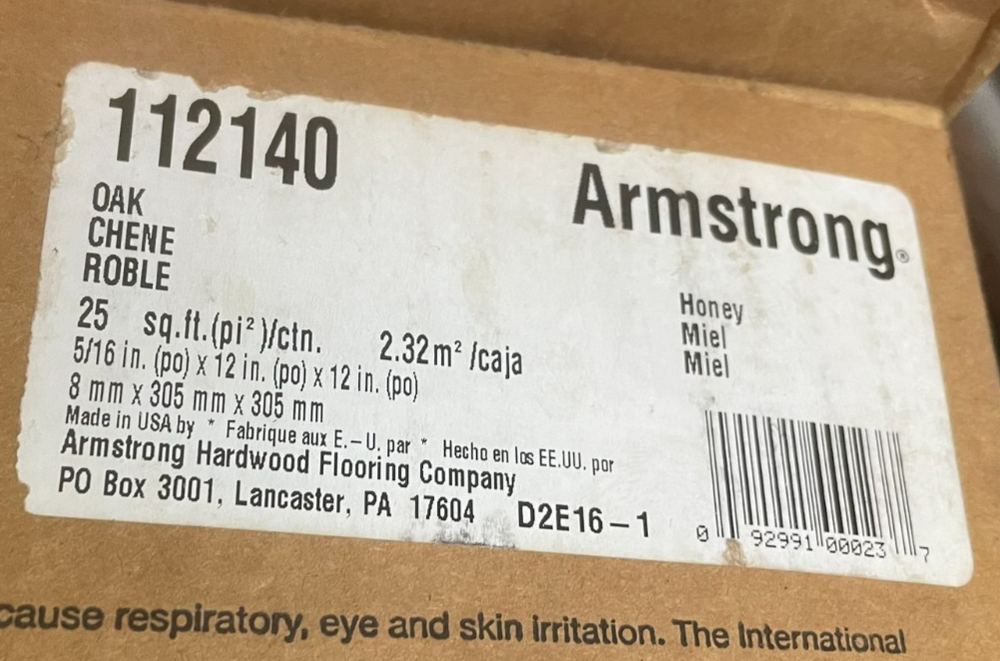 112140
Armstrong®
OAK
CHENE
ROBLE
Honey
Miel
Miel
25 sq.ft.(pi²)/ctn. 2.32 m² /caja
5/16 in. (po) x 12 in. (po) x 12 in. (po)
8 mm x 305 mm x 305 mm
Made in USA by * Fabrique aux E.-U. par * Hecho en los EE.UU. por
Armstrong Hardwood Flooring Company
PO Box 3001, Lancaster, PA 17604 D2E16-1
0 92991 00023 7
cause respiratory, eye and skin irritation. The International